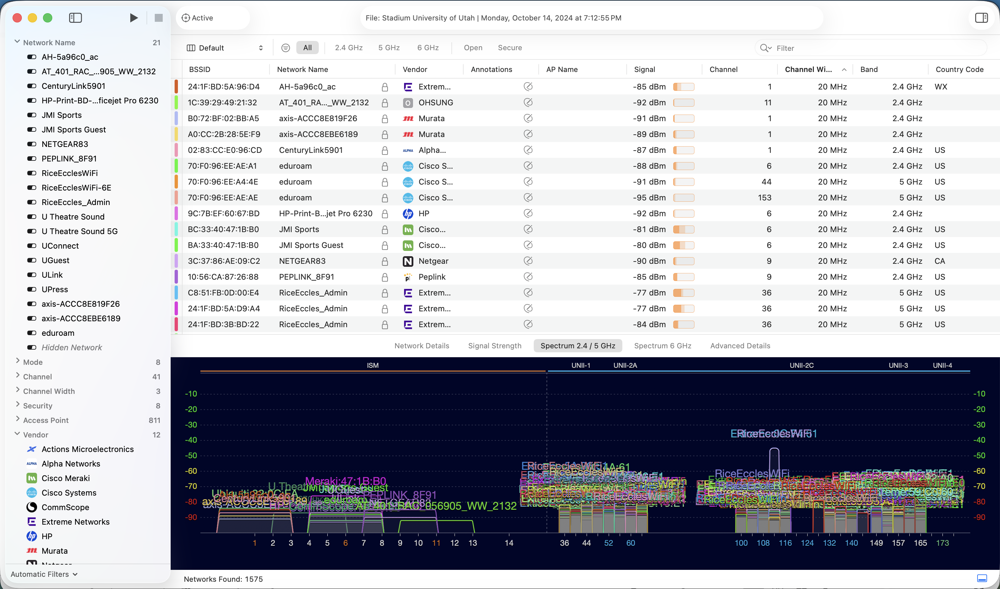 Active
File: Stadium University of Utah | Monday, October 14, 2024 at 7:12:55 PM
Network Name 21
AH-5a96c0_ac
AT_401_RAC_...905_WW_2132
CenturyLink5901
HP-Print-BD-...ficejet Pro 6230
JMI Sports
JMI Sports Guest
NETGEAR83
PEPLINK_8F91
RiceEcclesWiFi
RiceEcclesWiFi-6E
RiceEccles_Admin
U Theatre Sound
U Theatre Sound 5G
UConnect
UGuest
ULink
UPress
axis-ACCC8E819F26
axis-ACCC8EBE6189
eduroam
Hidden Network
Mode 8
Channel 41
Channel Width 3
Security 8
Access Point 811
Vendor 12
Actions Microelectronics
ALPHA Alpha Networks
Cisco Meraki
cisco Cisco Systems
CommScope
Extreme Networks
hp HP
Murata
Automatic Filters
Default All 2.4 GHz 5 GHz 6 GHz Open Secure Filter
BSSID Network Name Vendor Annotations AP Name Signal Channel Channel Wi... Band Country Code
24:1F:BD:5A:96:D4 AH-5a96c0_ac Extrem... -85 dBm 1 20 MHz 2.4 GHz WX
1C:39:29:49:21:32 AT_401_RA..._WW_2132 O OHSUNG -92 dBm 11 20 MHz 2.4 GHz
B0:72:BF:02:BB:A5 axis-ACCC8E819F26 m Murata -91 dBm 1 20 MHz 2.4 GHz
A0:CC:2B:28:5E:F9 axis-ACCC8EBE6189 m Murata -89 dBm 1 20 MHz 2.4 GHz
02:83:CC:E0:96:CD CenturyLink5901 ALPHA Alpha... -87 dBm 1 20 MHz 2.4 GHz US
70:F0:96:EE:AE:A1 eduroam cisco Cisco S... -88 dBm 6 20 MHz 2.4 GHz US
70:F0:96:EE:A4:4E eduroam cisco Cisco S... -91 dBm 44 20 MHz 5 GHz US
70:F0:96:EE:AE:AE eduroam cisco Cisco S... -95 dBm 153 20 MHz 5 GHz US
9C:7B:EF:60:67:BD HP-Print-B...jet Pro 6230 hp HP -92 dBm 6 20 MHz 2.4 GHz
BC:33:40:47:1B:B0 JMI Sports Cisco... -81 dBm 6 20 MHz 2.4 GHz US
BA:33:40:47:1B:B0 JMI Sports Guest Cisco... -80 dBm 6 20 MHz 2.4 GHz US
3C:37:86:AE:09:C2 NETGEAR83 N Netgear -90 dBm 9 20 MHz 2.4 GHz CA
10:56:CA:87:26:88 PEPLINK_8F91 pl Peplink -85 dBm 9 20 MHz 2.4 GHz US
C8:51:FB:0D:00:E4 RiceEccles_Admin Extrem... -77 dBm 36 20 MHz 5 GHz US
24:1F:BD:5A:D9:A4 RiceEccles_Admin Extrem... -77 dBm 36 20 MHz 5 GHz US
24:1F:BD:3B:BD:22 RiceEccles_Admin Extrem... -84 dBm 36 20 MHz 5 GHz US
Network Details Signal Strength Spectrum 2.4 / 5 GHz Spectrum 6 GHz Advanced Details
ISM UNII-1 UNII-2A UNII-2C UNII-3 UNII-4
-10 -10
-20 -20
-30 -30
RiceEcclesWiFi
-40 -40
-50 -50
-60 RiceEcclesWiFi -60
Meraki:47:1B:B0
-70 -70
PEPLINK_8F91
-80 056905_WW_2132 -80
-90 -90
1 2 3 4 5 6 7 8 9 10 11 12 13 14 36 44 52 60 100 108 116 124 132 140 149 157 165 173
Networks Found: 1575